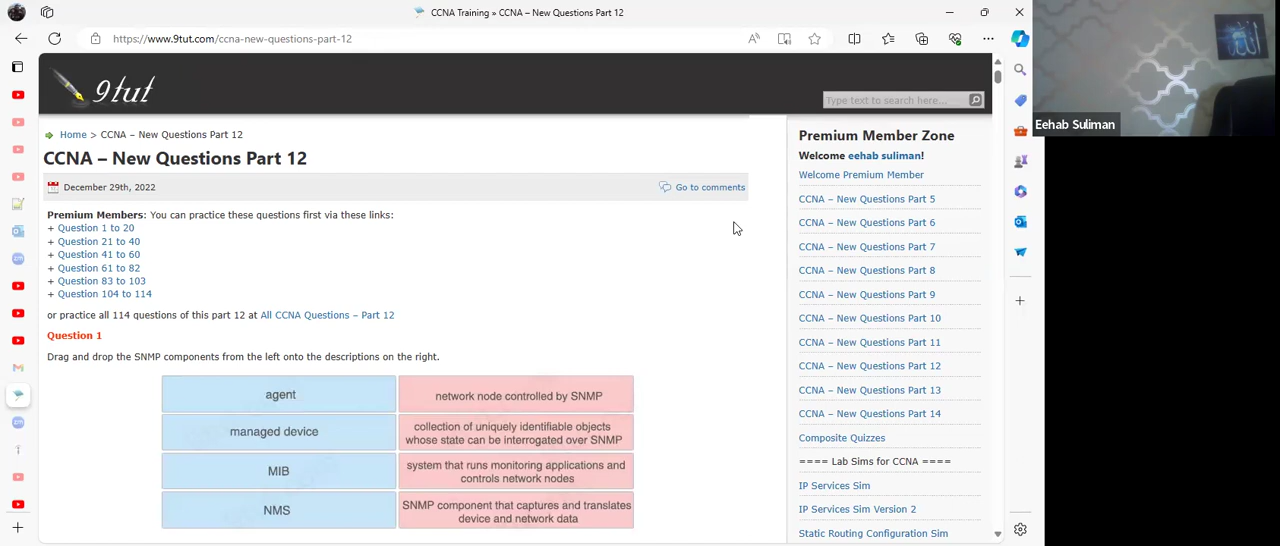 CCNA Training » CCNA – New Questions Part 12
https://www.9tut.com/ccna-new-questions-part-12
9tut
Type text to search here...
Home > CCNA – New Questions Part 12
CCNA – New Questions Part 12
December 29th, 2022
Go to comments
Premium Members: You can practice these questions first via these links:
+ Question 1 to 20
+ Question 21 to 40
+ Question 41 to 60
+ Question 61 to 82
+ Question 83 to 103
+ Question 104 to 114
or practice all 114 questions of this part 12 at All CCNA Questions – Part 12
Question 1
Drag and drop the SNMP components from the left onto the descriptions on the right.
agent
network node controlled by SNMP
managed device
collection of uniquely identifiable objects
whose state can be interrogated over SNMP
MIB
system that runs monitoring applications and
controls network nodes
NMS
SNMP component that captures and translates
device and network data
Premium Member Zone
Welcome eehab suliman!
Welcome Premium Member
CCNA – New Questions Part 5
CCNA – New Questions Part 6
CCNA – New Questions Part 7
CCNA – New Questions Part 8
CCNA – New Questions Part 9
CCNA – New Questions Part 10
CCNA – New Questions Part 11
CCNA – New Questions Part 12
CCNA – New Questions Part 13
CCNA – New Questions Part 14
Composite Quizzes
==== Lab Sims for CCNA ====
IP Services Sim
IP Services Sim Version 2
Static Routing Configuration Sim
Eehab Suliman